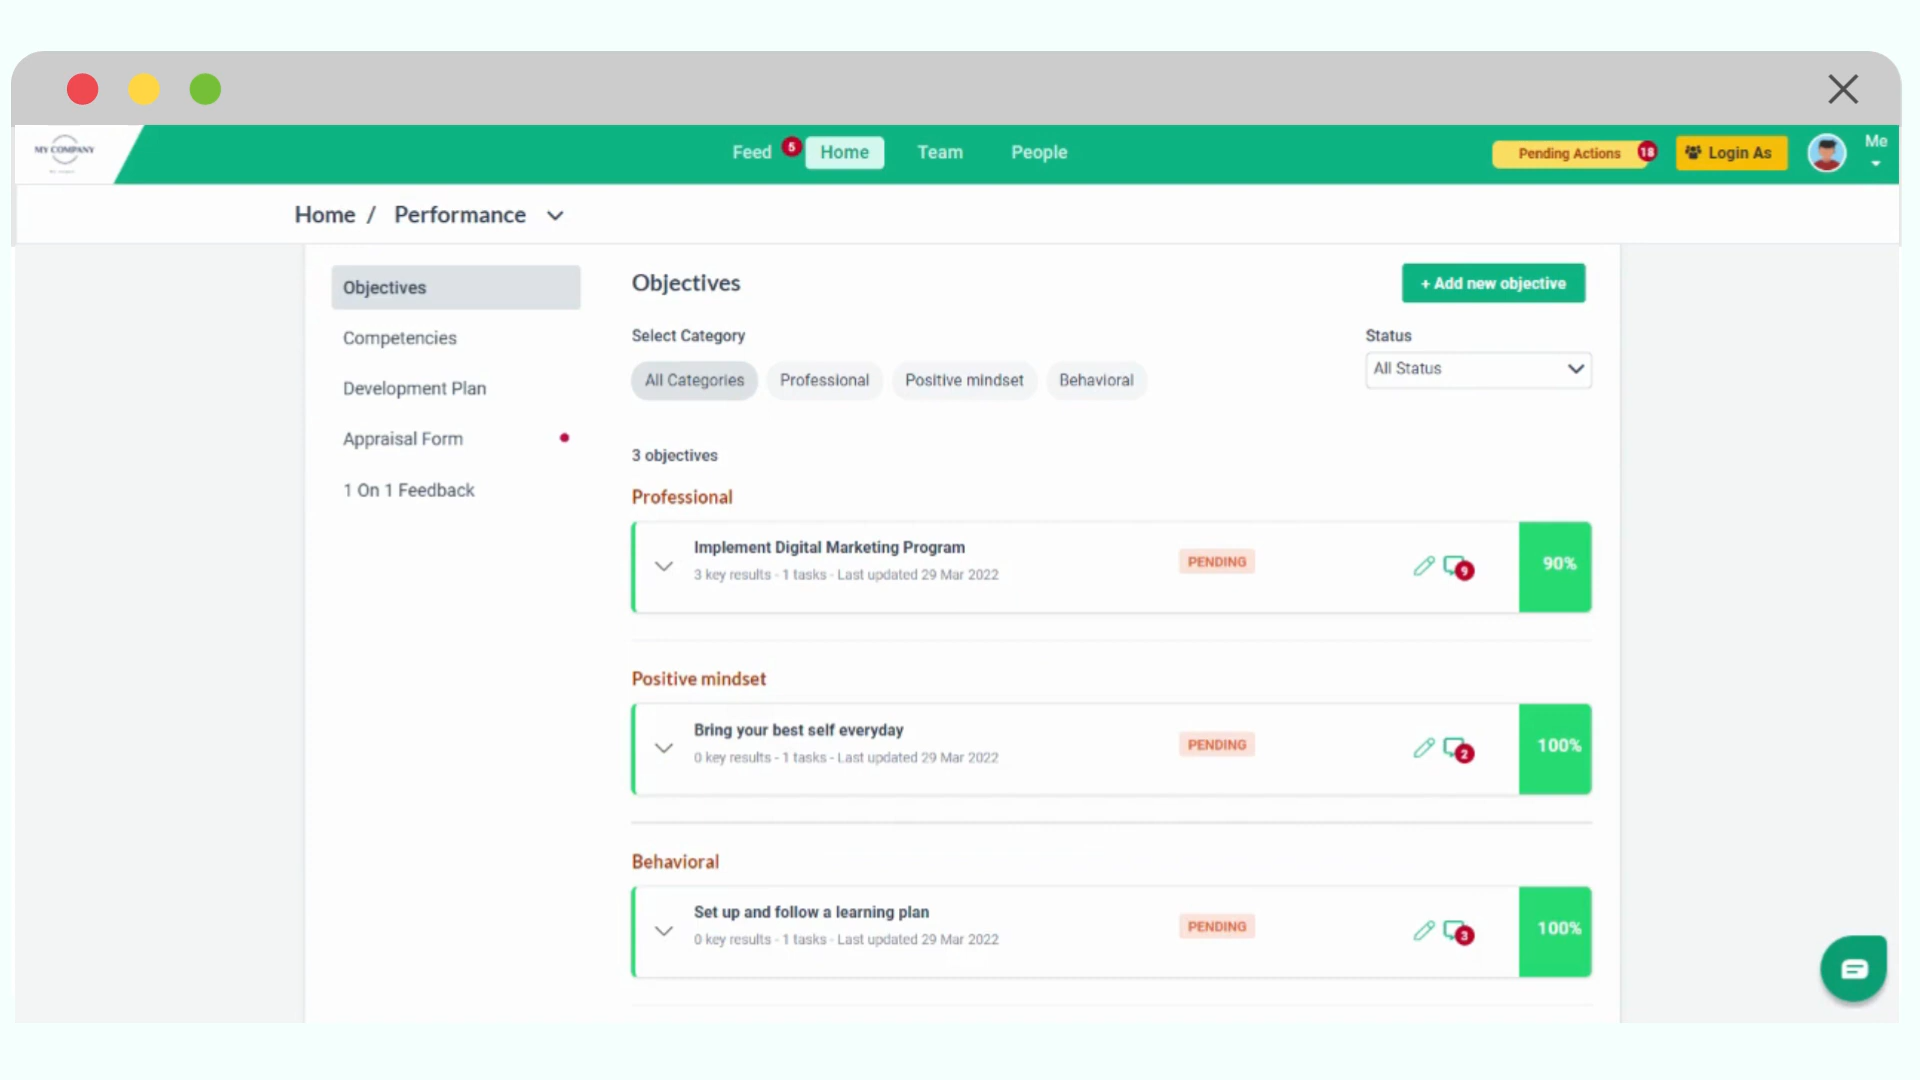 MY COMPANY
Feed 5 Home Team People Pending Actions 18 Login As Me
Home / Performance
Objectives
Competencies
Development Plan
Appraisal Form
1 On 1 Feedback
Objectives + Add new objective
Select Category Status
All Categories Professional Positive mindset Behavioral All Status
3 objectives
Professional
Implement Digital Marketing Program
3 key results - 1 tasks - Last updated 29 Mar 2022
PENDING 9 90%
Positive mindset
Bring your best self everyday
0 key results - 1 tasks - Last updated 29 Mar 2022
PENDING 2 100%
Behavioral
Set up and follow a learning plan
0 key results - 1 tasks - Last updated 29 Mar 2022
PENDING 3 100%